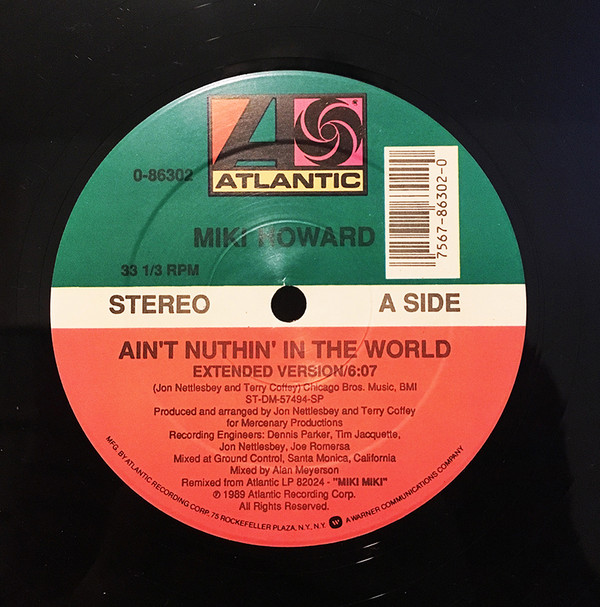 ®
ATLANTIC
0-86302
7567-86302-0
MIKI HOWARD
33 1/3 RPM
STEREO
A SIDE
AIN'T NUTHIN' IN THE WORLD
EXTENDED VERSION/6:07
(Jon Nettlesbey and Terry Coffey) Chicago Bros. Music, BMI
ST-DM-57494-SP
Produced and arranged by Jon Nettlesbey and Terry Coffey
for Mercenary Productions
Recording Engineers: Dennis Parker, Tim Jacquette,
Jon Nettlesbey, Joe Romersa
Mixed at Ground Control, Santa Monica, California
Mixed by Alan Meyerson
Remixed from Atlantic LP 82024 - "MIKI MIKI"
℗ 1989 Atlantic Recording Corp.
All Rights Reserved.
MFG. BY ATLANTIC RECORDING CORP., 75 ROCKEFELLER PLAZA, N.Y., N.Y. A WARNER COMMUNICATIONS COMPANY